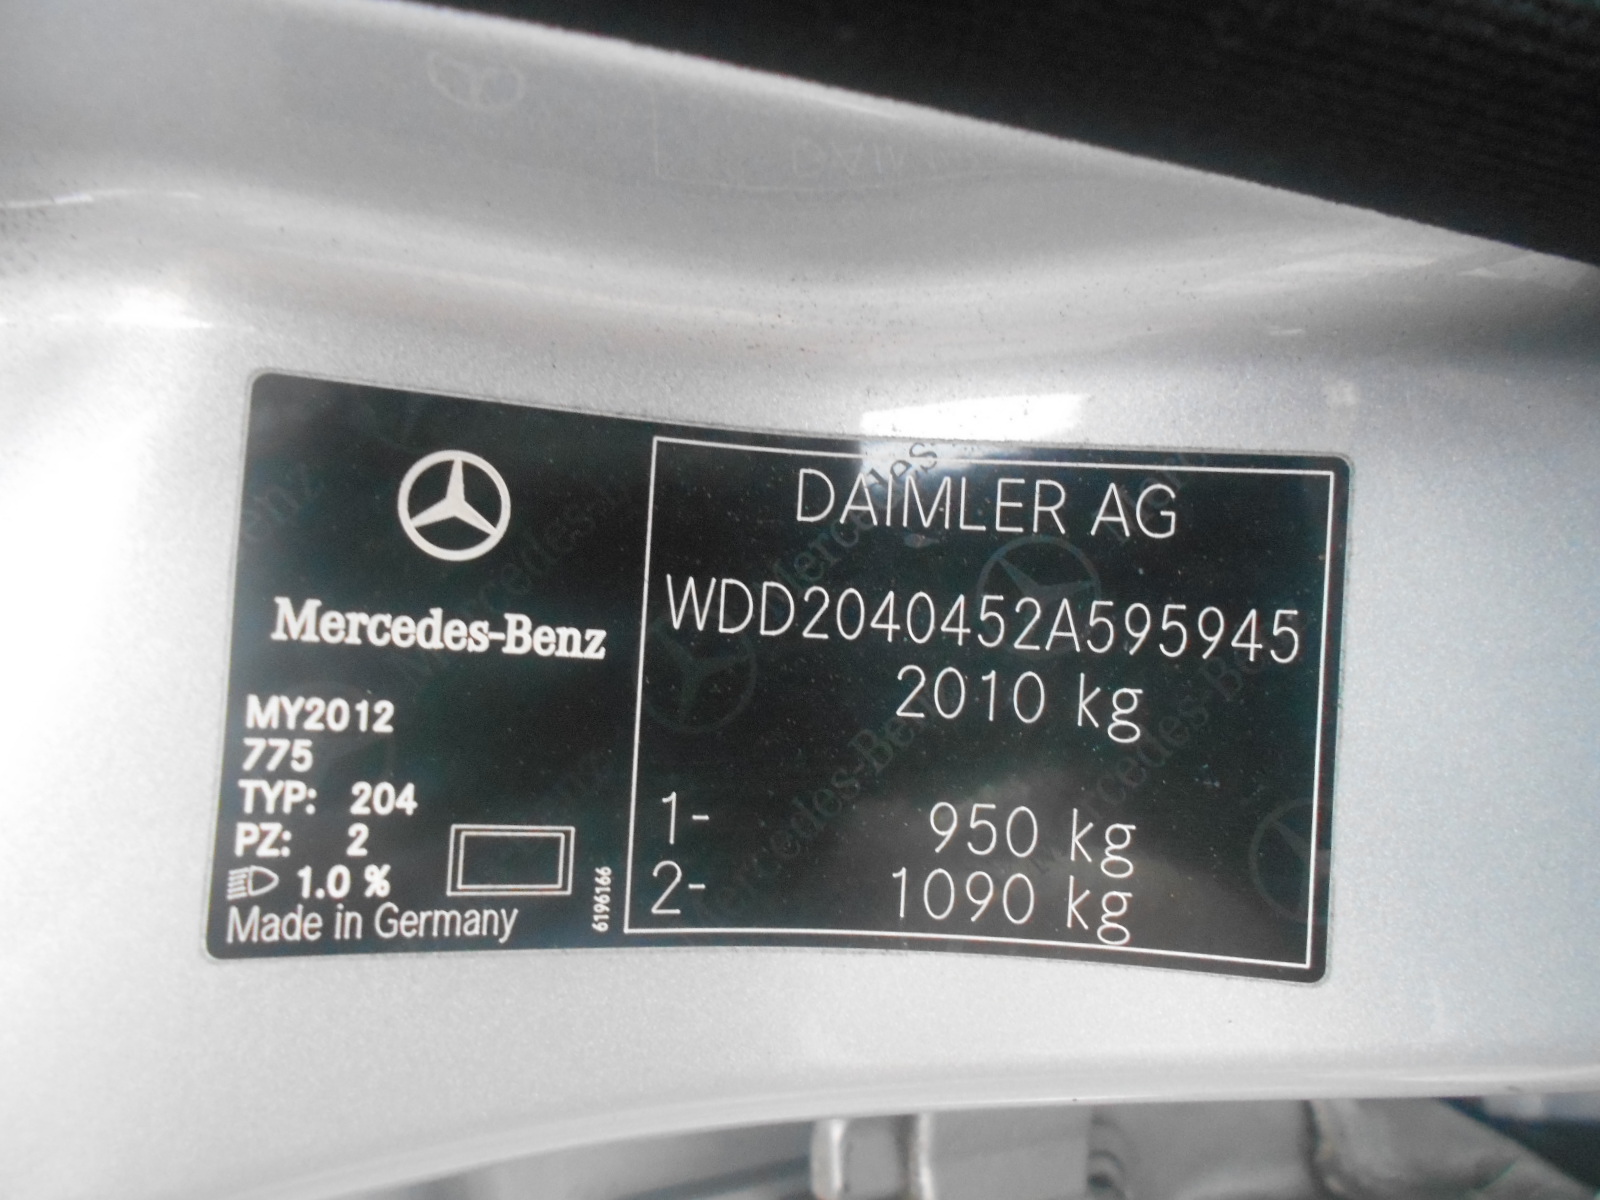 Mercedes-Benz
MY2012
775
TYP: 204
PZ: 2
1.0 %
Made in Germany
6196166
DAIMLER AG
WDD2040452A595945
2010 kg
1- 950 kg
2- 1090 kg